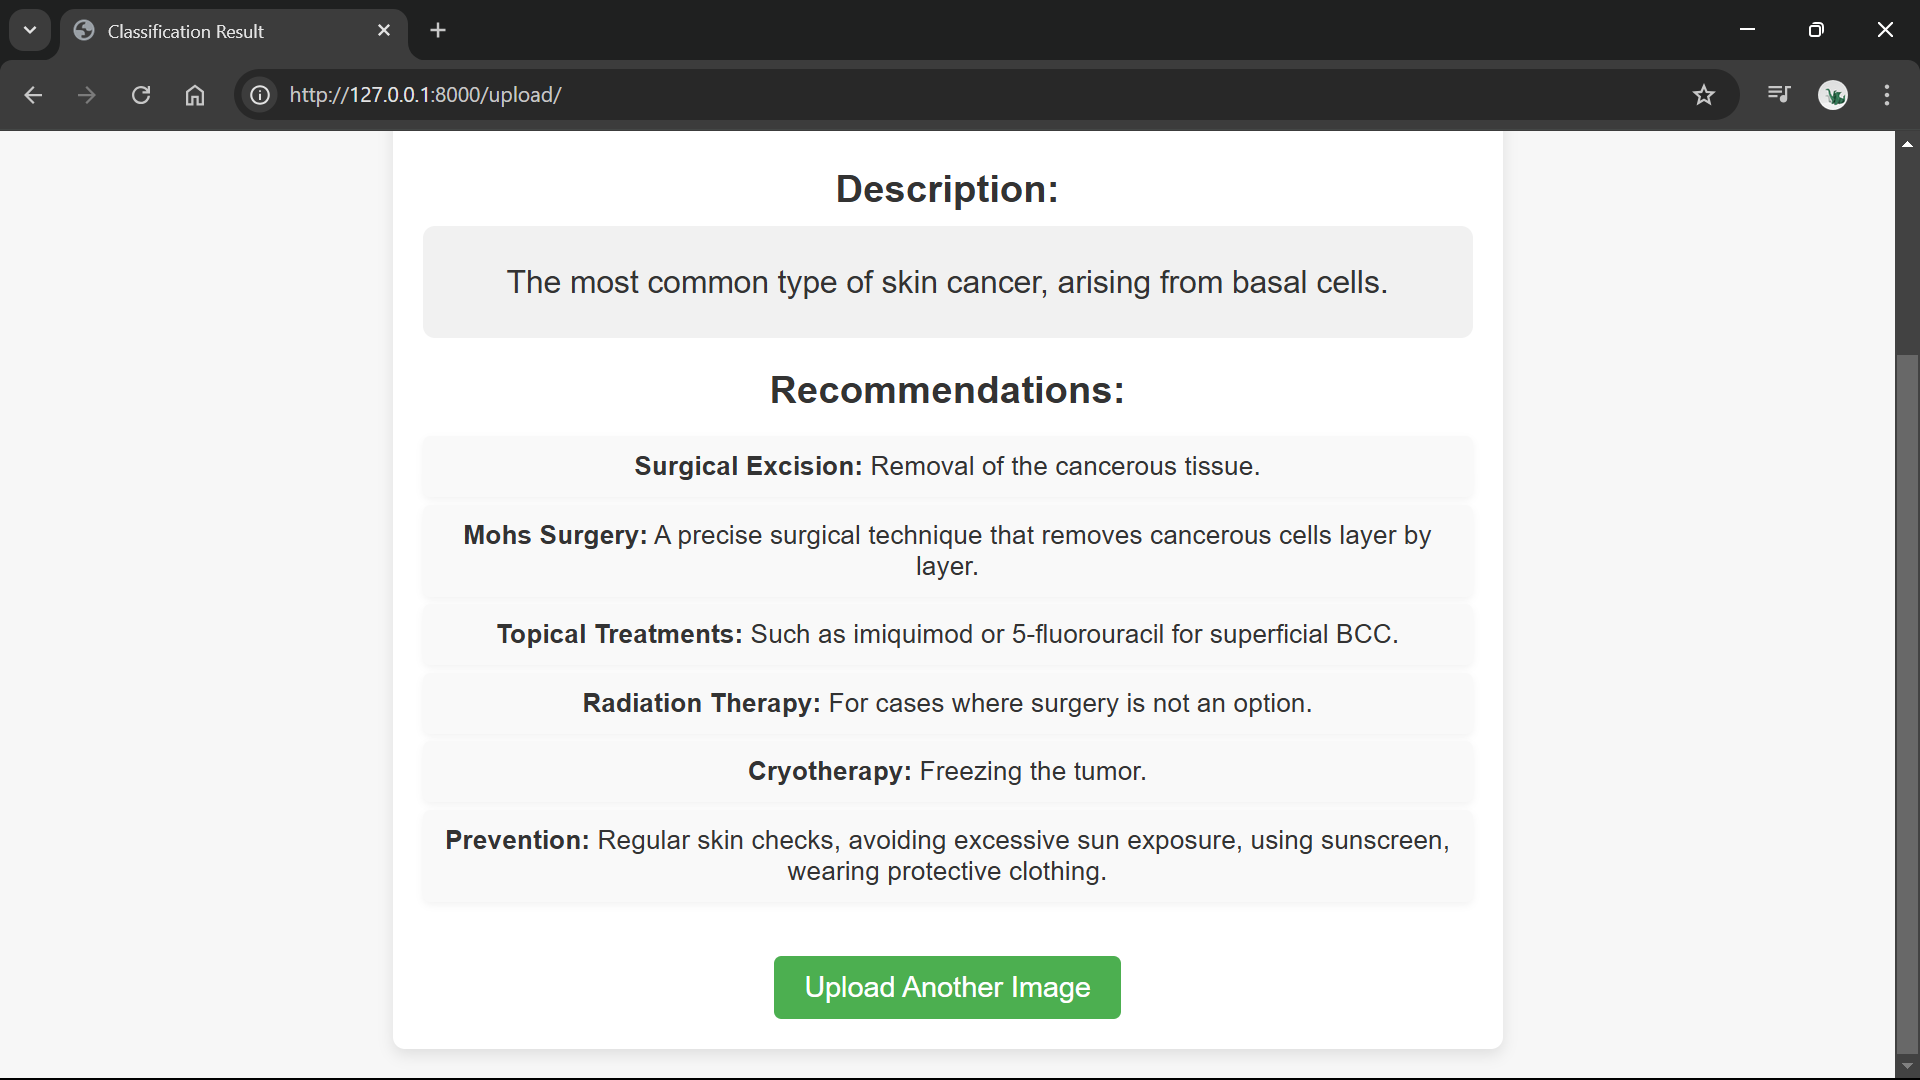 Classification Result
http://127.0.0.1:8000/upload/
Description:
The most common type of skin cancer, arising from basal cells.
Recommendations:
Surgical Excision: Removal of the cancerous tissue.
Mohs Surgery: A precise surgical technique that removes cancerous cells layer by
layer.
Topical Treatments: Such as imiquimod or 5-fluorouracil for superficial BCC.
Radiation Therapy: For cases where surgery is not an option.
Cryotherapy: Freezing the tumor.
Prevention: Regular skin checks, avoiding excessive sun exposure, using sunscreen,
wearing protective clothing.
Upload Another Image